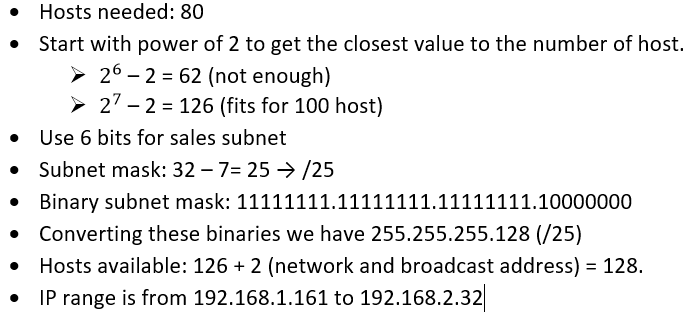 • Hosts needed: 80
• Start with power of 2 to get the closest value to the number of host.
➢ 2⁶ – 2 = 62 (not enough)
➢ 2⁷ – 2 = 126 (fits for 100 host)
• Use 6 bits for sales subnet
• Subnet mask: 32 – 7= 25 → /25
• Binary subnet mask: 11111111.11111111.11111111.10000000
• Converting these binaries we have 255.255.255.128 (/25)
• Hosts available: 126 + 2 (network and broadcast address) = 128.
• IP range is from 192.168.1.161 to 192.168.2.32